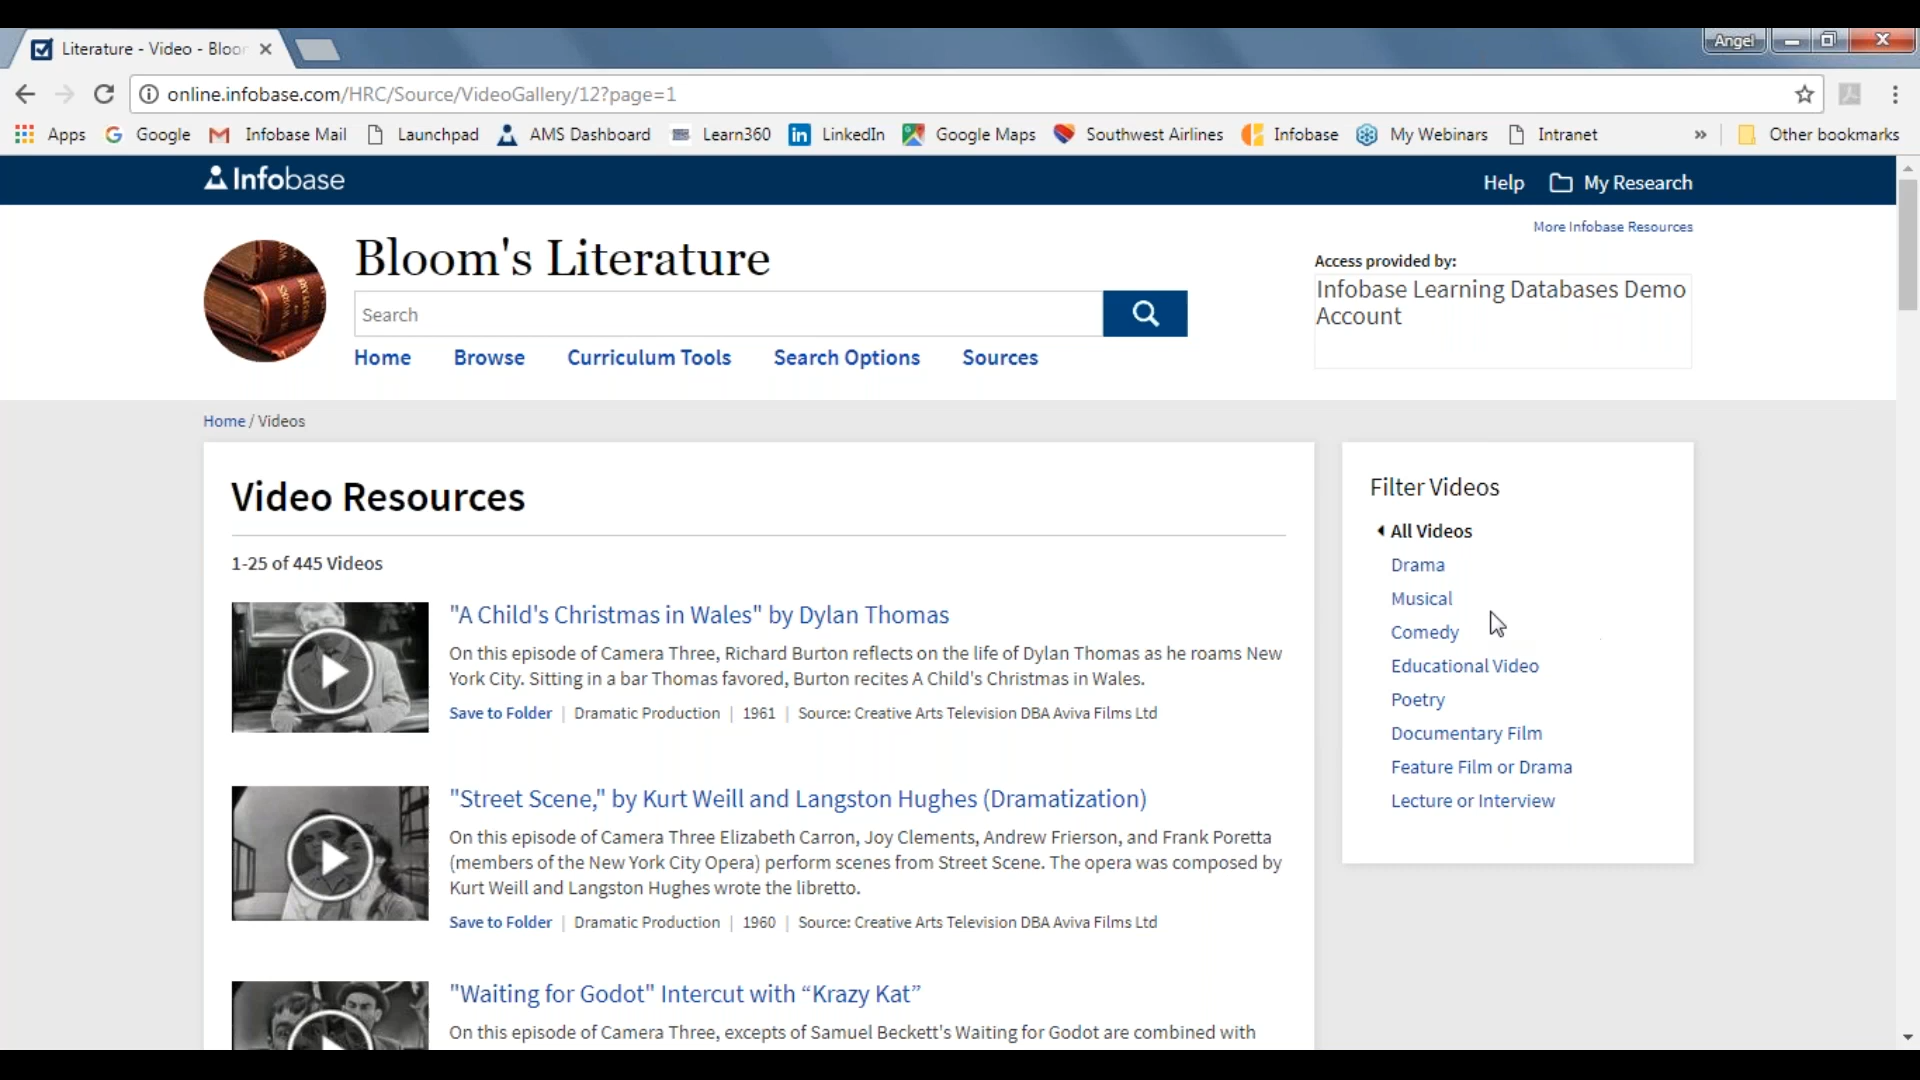 Literature - Video - Bloo
Angel
online.infobase.com/HRC/Source/VideoGallery/12?page=1
Apps Google Infobase Mail Launchpad AMS Dashboard Learn360 LinkedIn Google Maps Southwest Airlines Infobase My Webinars Intranet » Other bookmarks
Infobase
Help My Research
More Infobase Resources
Bloom's Literature
Access provided by:
Infobase Learning Databases Demo
Account
Search
Home Browse Curriculum Tools Search Options Sources
Home / Videos
Video Resources
1-25 of 445 Videos
"A Child's Christmas in Wales" by Dylan Thomas
On this episode of Camera Three, Richard Burton reflects on the life of Dylan Thomas as he roams New
York City. Sitting in a bar Thomas favored, Burton recites A Child's Christmas in Wales.
Save to Folder | Dramatic Production | 1961 | Source: Creative Arts Television DBA Aviva Films Ltd
"Street Scene," by Kurt Weill and Langston Hughes (Dramatization)
On this episode of Camera Three Elizabeth Carron, Joy Clements, Andrew Frierson, and Frank Poretta
(members of the New York City Opera) perform scenes from Street Scene. The opera was composed by
Kurt Weill and Langston Hughes wrote the libretto.
Save to Folder | Dramatic Production | 1960 | Source: Creative Arts Television DBA Aviva Films Ltd
"Waiting for Godot" Intercut with “Krazy Kat”
On this episode of Camera Three, excepts of Samuel Beckett's Waiting for Godot are combined with
Filter Videos
All Videos
Drama
Musical
Comedy
Educational Video
Poetry
Documentary Film
Feature Film or Drama
Lecture or Interview